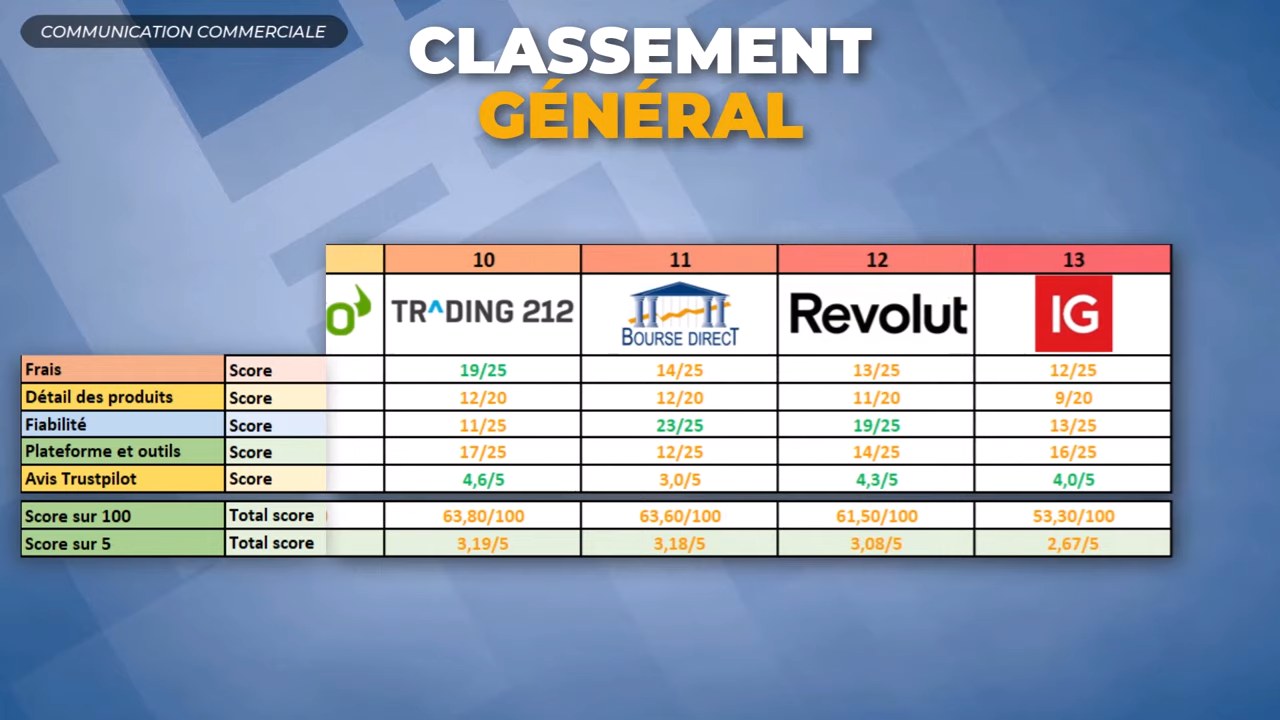 COMMUNICATION COMMERCIALE
CLASSEMENT
GÉNÉRAL
10 11 12 13
TRADING 212 BOURSE DIRECT Revolut IG
Frais Score 19/25 14/25 13/25 12/25
Détail des produits Score 12/20 12/20 11/20 9/20
Fiabilité Score 11/25 23/25 19/25 13/25
Plateforme et outils Score 17/25 12/25 14/25 16/25
Avis Trustpilot Score 4,6/5 3,0/5 4,3/5 4,0/5
Score sur 100 Total score 63,80/100 63,60/100 61,50/100 53,30/100
Score sur 5 Total score 3,19/5 3,18/5 3,08/5 2,67/5